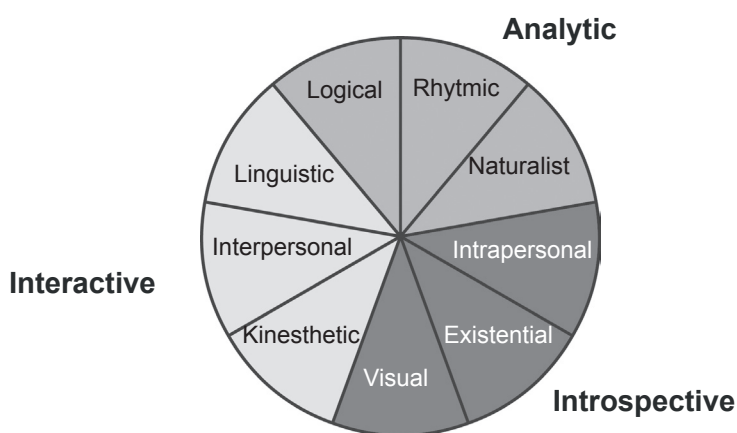 Analytic
Logical
Rhytmic
Linguistic
Naturalist
Interpersonal
Intrapersonal
Interactive
Kinesthetic
Existential
Visual
Introspective